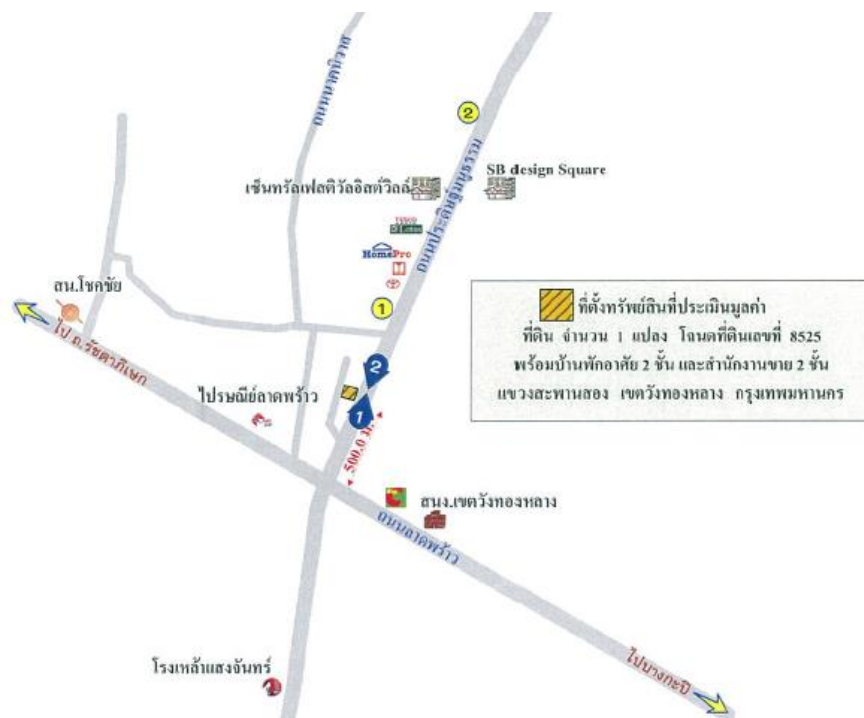 ถนนนาคนิวาส
2
SB design Square
เซ็นทรัลเฟสติวัลอีสต์วิลล์
ถนนประดิษฐ์มนูธรรม
TESCO
Lotus
HomePro
1
สน.โชคชัย
ไป ถ.รัชดาภิเษก
ที่ตั้งทรัพย์สินที่ประเมินมูลค่า
ที่ดิน จำนวน 1 แปลง โฉนดที่ดินเลขที่ 8525
พร้อมบ้านพักอาศัย 2 ชั้น และสำนักงานขาย 2 ชั้น
แขวงสะพานสอง เขตวังทองหลาง กรุงเทพมหานคร
2
1
ไปรษณีย์ลาดพร้าว
500.0 ม.
สนง.เขตวังทองหลาง
ถนนลาดพร้าว
โรงเหล้าแสงจันทร์
ไปบางกะปิ